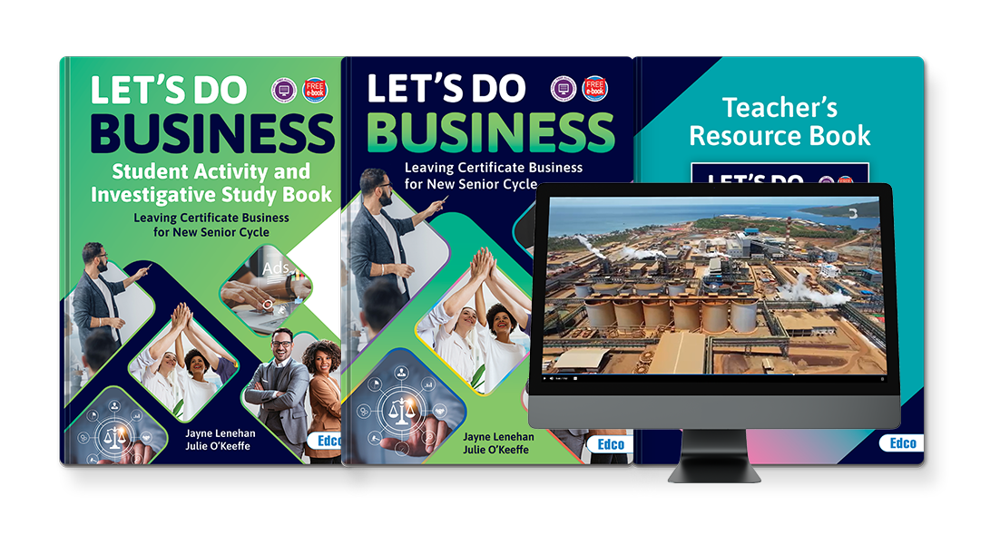 LET'S DO
BUSINESS
FREE
e-book
Student Activity and
Investigative Study Book
Leaving Certificate Business
for New Senior Cycle
Ads
Jayne Lenehan
Julie O'Keeffe
Edco
LET'S DO
BUSINESS
FREE
e-book
Leaving Certificate Business
for New Senior Cycle
Jayne Lenehan
Julie O'Keeffe
Edco
Teacher's
Resource Book
LET'S DO
Edco